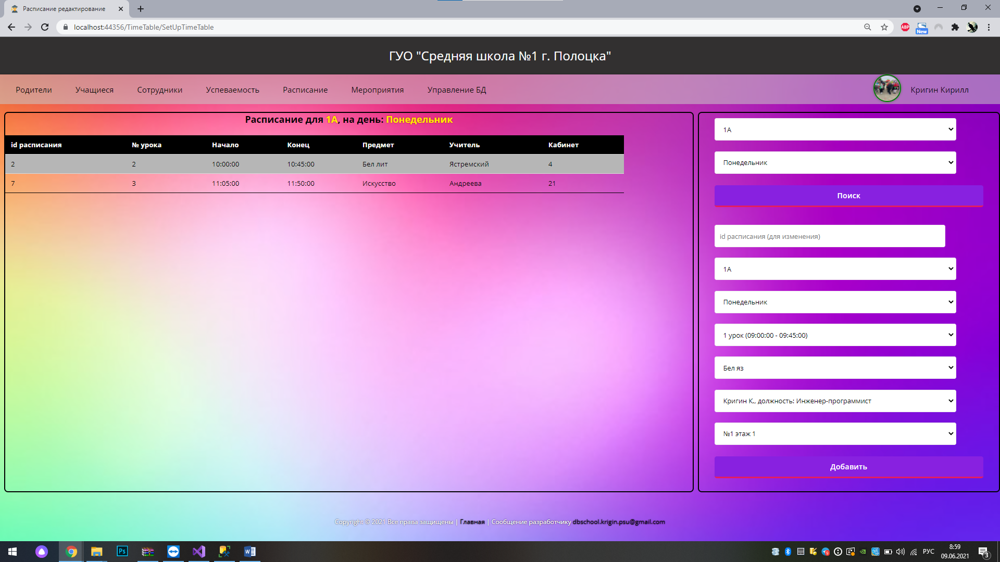 Расписание редактирование
localhost:44356/TimeTable/SetUpTimeTable
ABP
New
ГУО "Средняя школа №1 г. Полоцка"
Родители Учащиеся Сотрудники Успеваемость Расписание Мероприятия Управление БД Кригин Кирилл
Расписание для 1А, на день: Понедельник
id расписания № урока Начало Конец Предмет Учитель Кабинет
2 2 10:00:00 10:45:00 Бел лит Ястремский 4
7 3 11:05:00 11:50:00 Искусство Андреева 21
1А
Понедельник
Поиск
id расписания (для изменения)
1А
Понедельник
1 урок (09:00:00 - 09:45:00)
Бел яз
Кригин К., должность: Инженер-программист
№1 этаж 1
Добавить
Copyright © 2021 Все права защищены | Главная | Сообщение разработчику dbschool.krigin.psu@gmail.com
Ps
РУС
8:59
09.06.2021
3